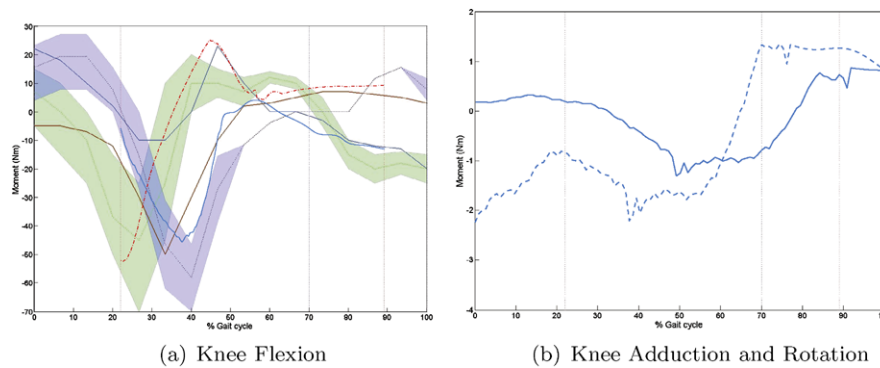 30
20
10
0
-10
-20
-30
-40
-50
-60
-70
Moment (Nm)
0 10 20 30 40 50 60 70 80 90 100
% Gait cycle
(a) Knee Flexion
2
1
0
-1
-2
-3
-4
Moment (Nm)
0 10 20 30 40 50 60 70 80 90 100
% Gait cycle
(b) Knee Adduction and Rotation